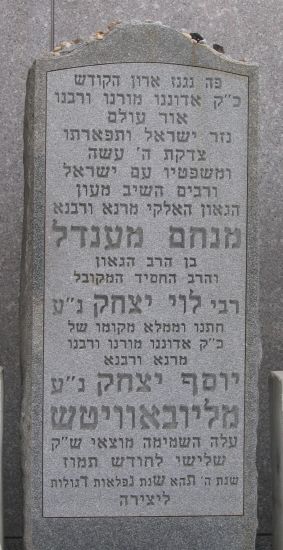 פה נגנז ארון הקודש
כ"ק אדוננו מורנו ורבנו
אור עולם
נזר ישראל ותפארתו
צדקת ה' עשה
ומשפטיו עם ישראל
ורבים השיב מעון
הגאון האלקי מרנא ורבנא
מנחם מענדל
בן הרב הגאון
והרב החסיד המקובל
רבי לוי יצחק נ"ע
חתנו וממלא מקומו של
כ"ק אדוננו מורנו ורבנו
מרנא ורבנא
יוסף יצחק נ"ע
מליובאוויטש
עלה השמימה מוצאי ש"ק
שלישי לחודש תמוז
שנת ה' תהא שנת נפלאות דגולות
ליצירה